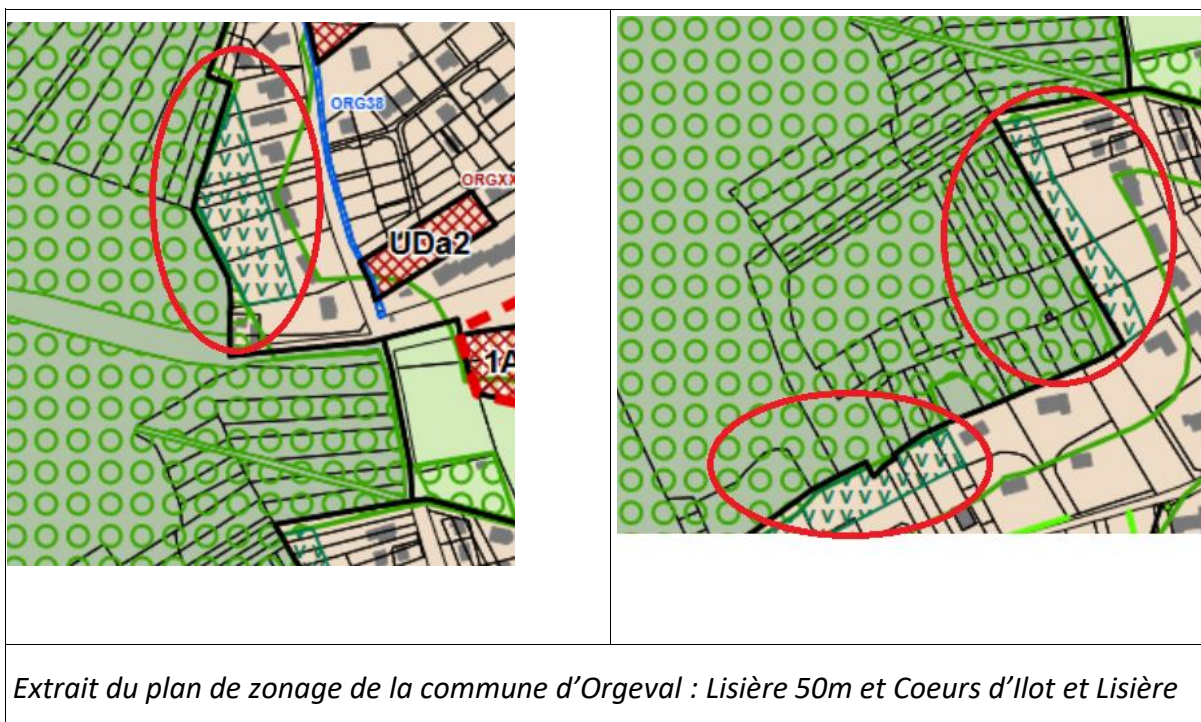 ORG38
ORGXX
UDa2
1A
Extrait du plan de zonage de la commune d’Orgeval : Lisière 50m et Coeurs d’Ilot et Lisière